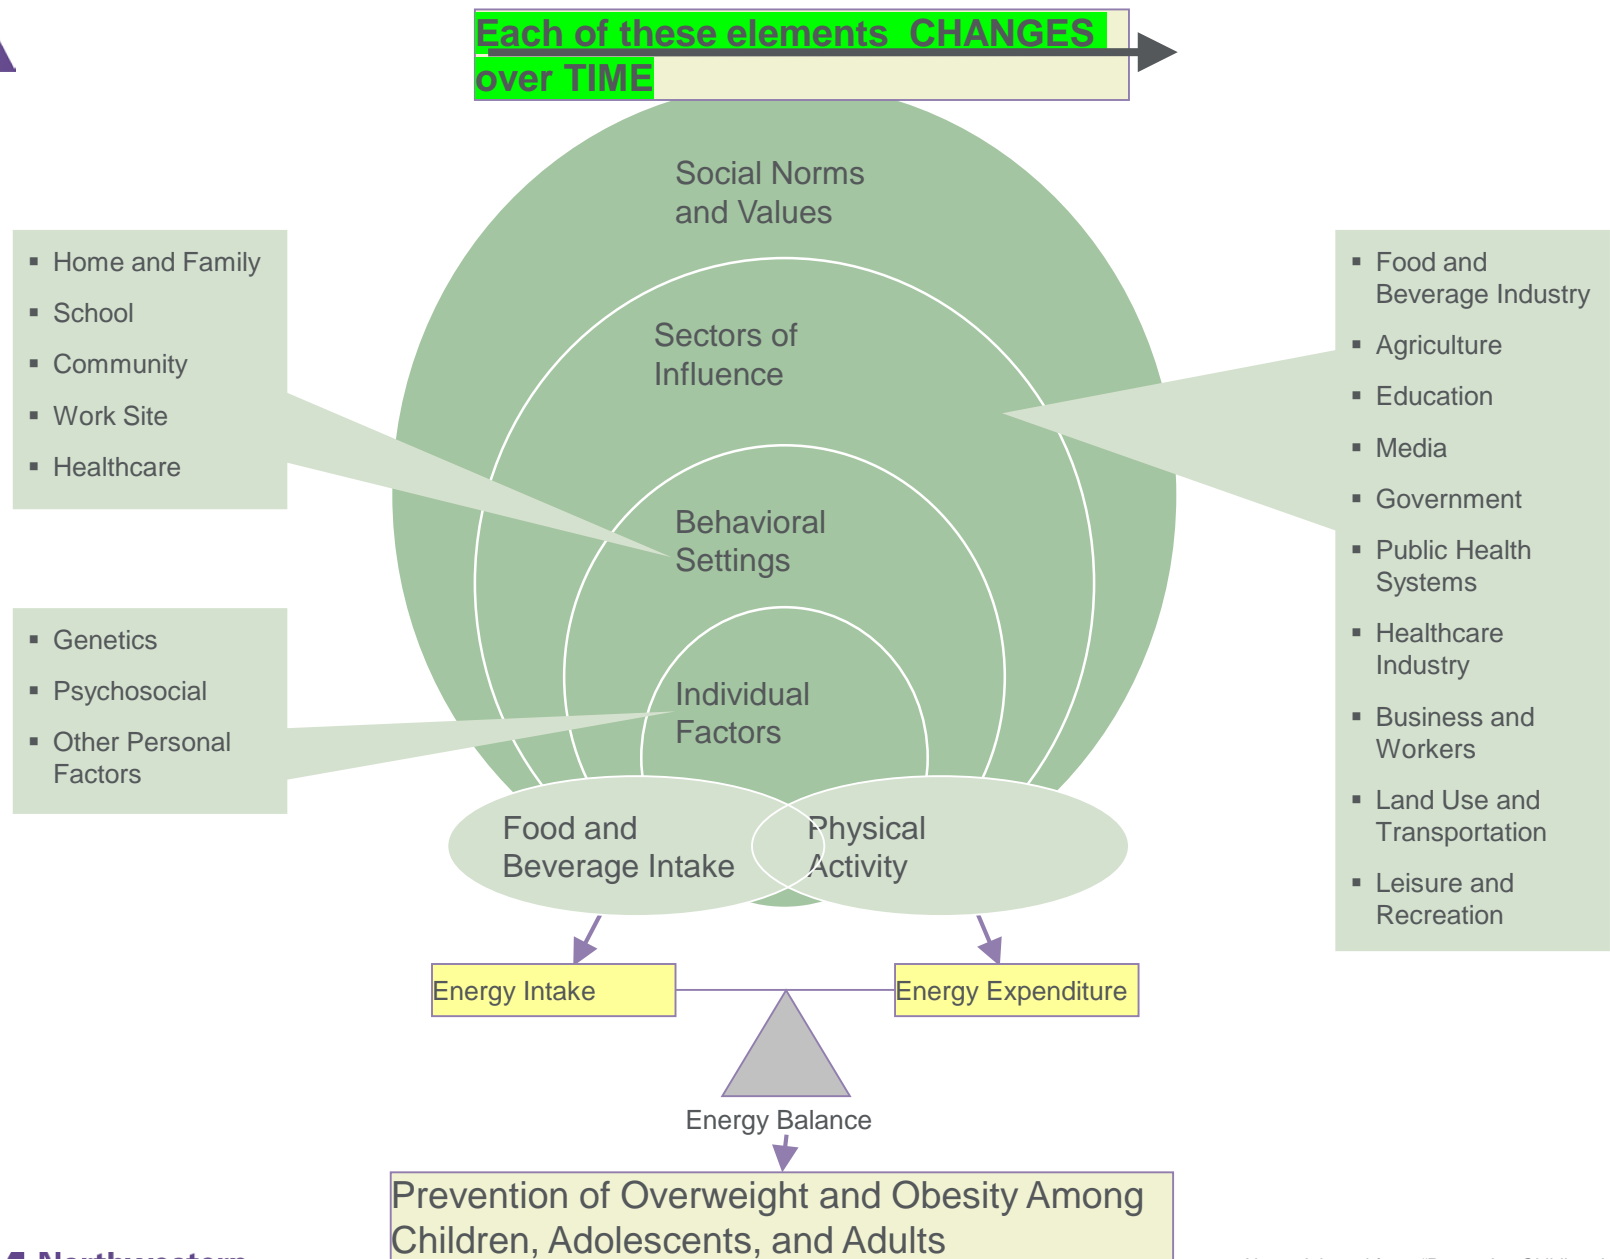 Each of these elements CHANGES
over TIME
Social Norms
and Values
Sectors of
Influence
Behavioral
Settings
Individual
Factors
▪ Home and Family
▪ School
▪ Community
▪ Work Site
▪ Healthcare
▪ Genetics
▪ Psychosocial
▪ Other Personal
Factors
▪ Food and
Beverage Industry
▪ Agriculture
▪ Education
▪ Media
▪ Government
▪ Public Health
Systems
▪ Healthcare
Industry
▪ Business and
Workers
▪ Land Use and
Transportation
▪ Leisure and
Recreation
Food and
Beverage Intake
Physical
Activity
Energy Intake
Energy Expenditure
Energy Balance
Prevention of Overweight and Obesity Among
Children, Adolescents, and Adults
Northwestern